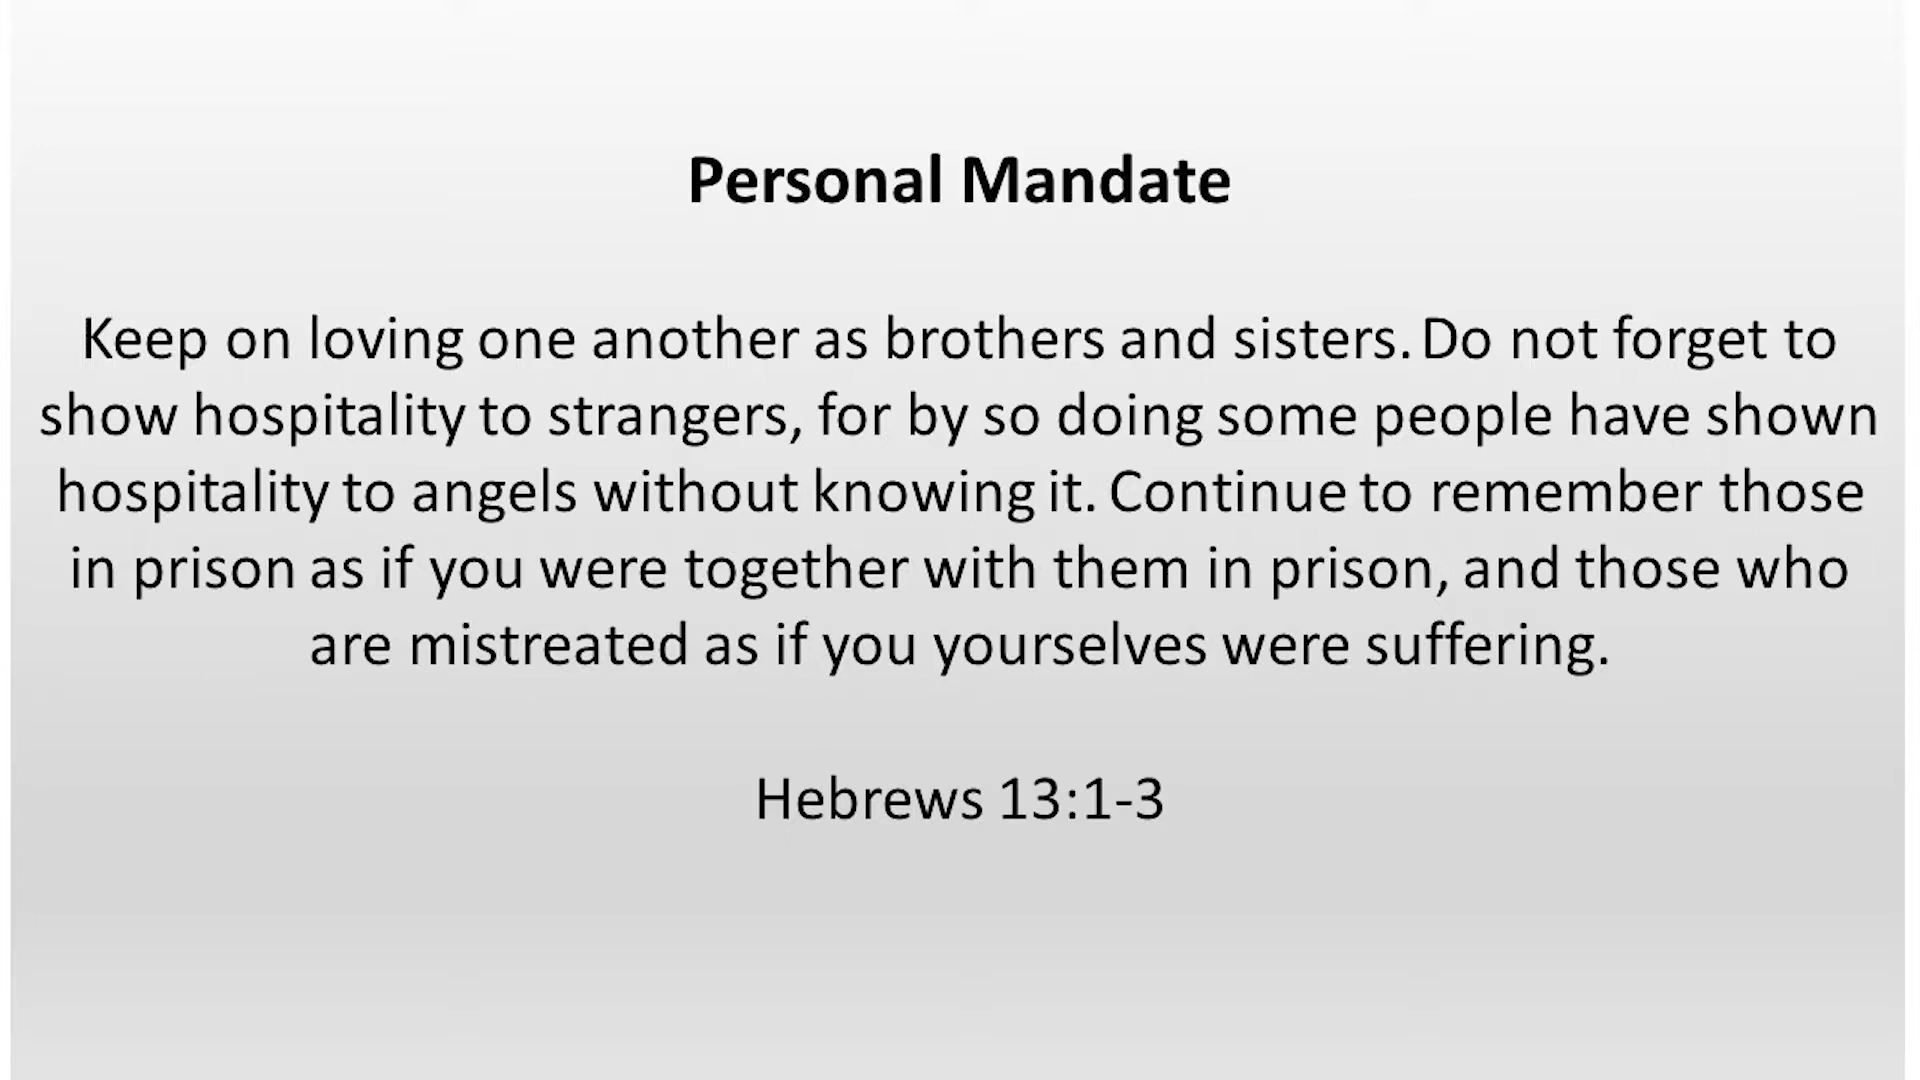 Personal Mandate
Keep on loving one another as brothers and sisters. Do not forget to
show hospitality to strangers, for by so doing some people have shown
hospitality to angels without knowing it. Continue to remember those
in prison as if you were together with them in prison, and those who
are mistreated as if you yourselves were suffering.
Hebrews 13:1-3